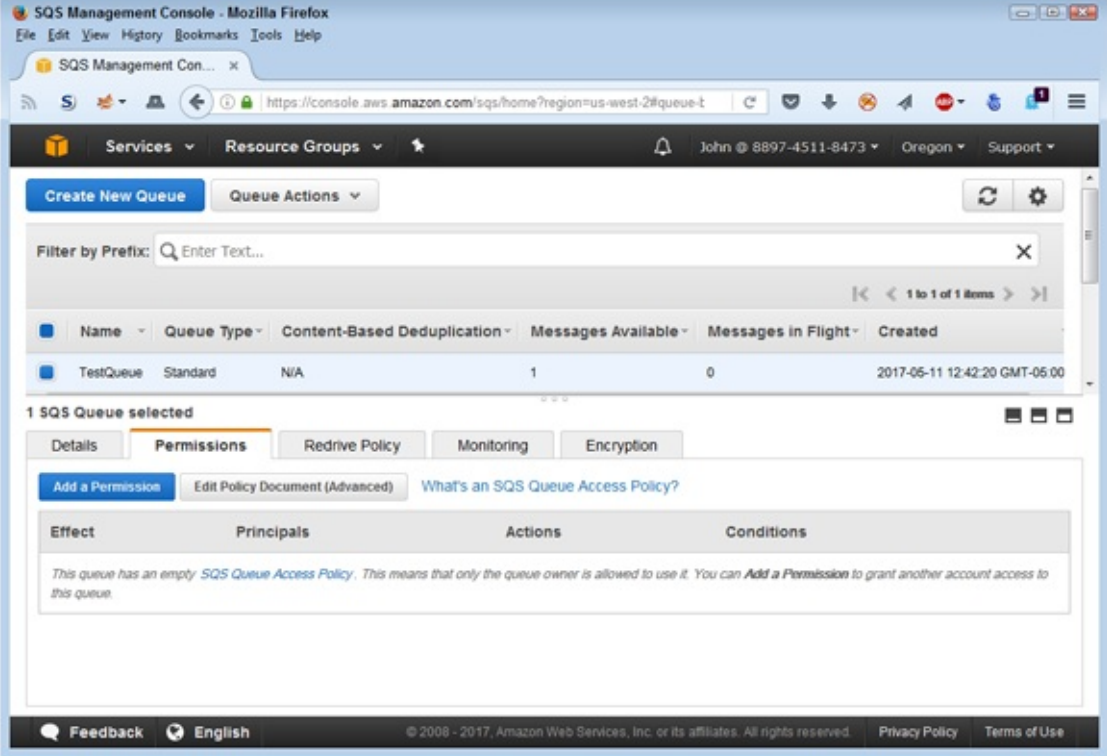 SQS Management Console - Mozilla Firefox
File Edit View History Bookmarks Tools Help
SQS Management Con... ×
https://console.aws.amazon.com/sqs/home?region=us-west-2#queue-t
1
Services Resource Groups John @ 8897-4511-8473 Oregon Support
Create New Queue Queue Actions
Filter by Prefix: Enter Text...
1 to 1 of 1 items
Name Queue Type Content-Based Deduplication Messages Available Messages in Flight Created
TestQueue Standard N/A 1 0 2017-05-11 12:42:20 GMT-05:00
1 SQS Queue selected
Details Permissions Redrive Policy Monitoring Encryption
Add a Permission Edit Policy Document (Advanced) What's an SQS Queue Access Policy?
Effect Principals Actions Conditions
This queue has an empty SQS Queue Access Policy. This means that only the queue owner is allowed to use it. You can Add a Permission to grant another account access to
this queue.
Feedback English © 2008 - 2017, Amazon Web Services, Inc. or its affiliates. All rights reserved. Privacy Policy Terms of Use